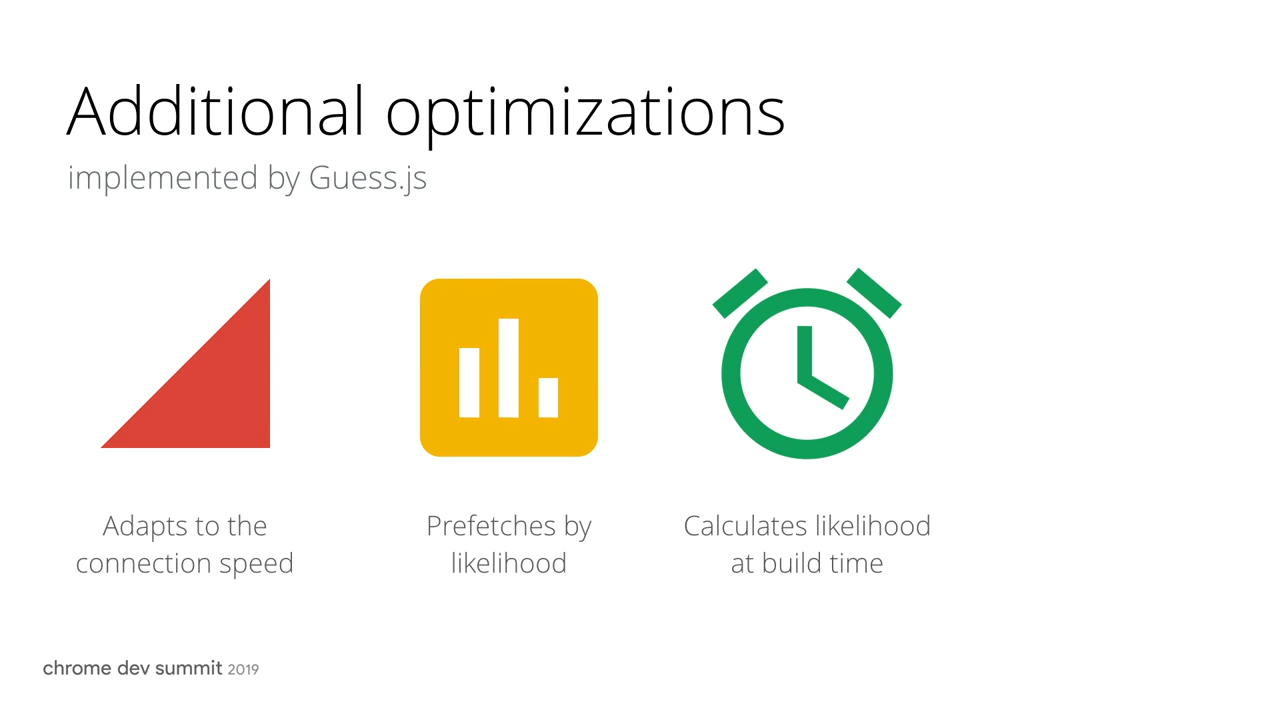 Additional optimizations
implemented by Guess.js
Adapts to the
connection speed
Prefetches by
likelihood
Calculates likelihood
at build time
chrome dev summit 2019